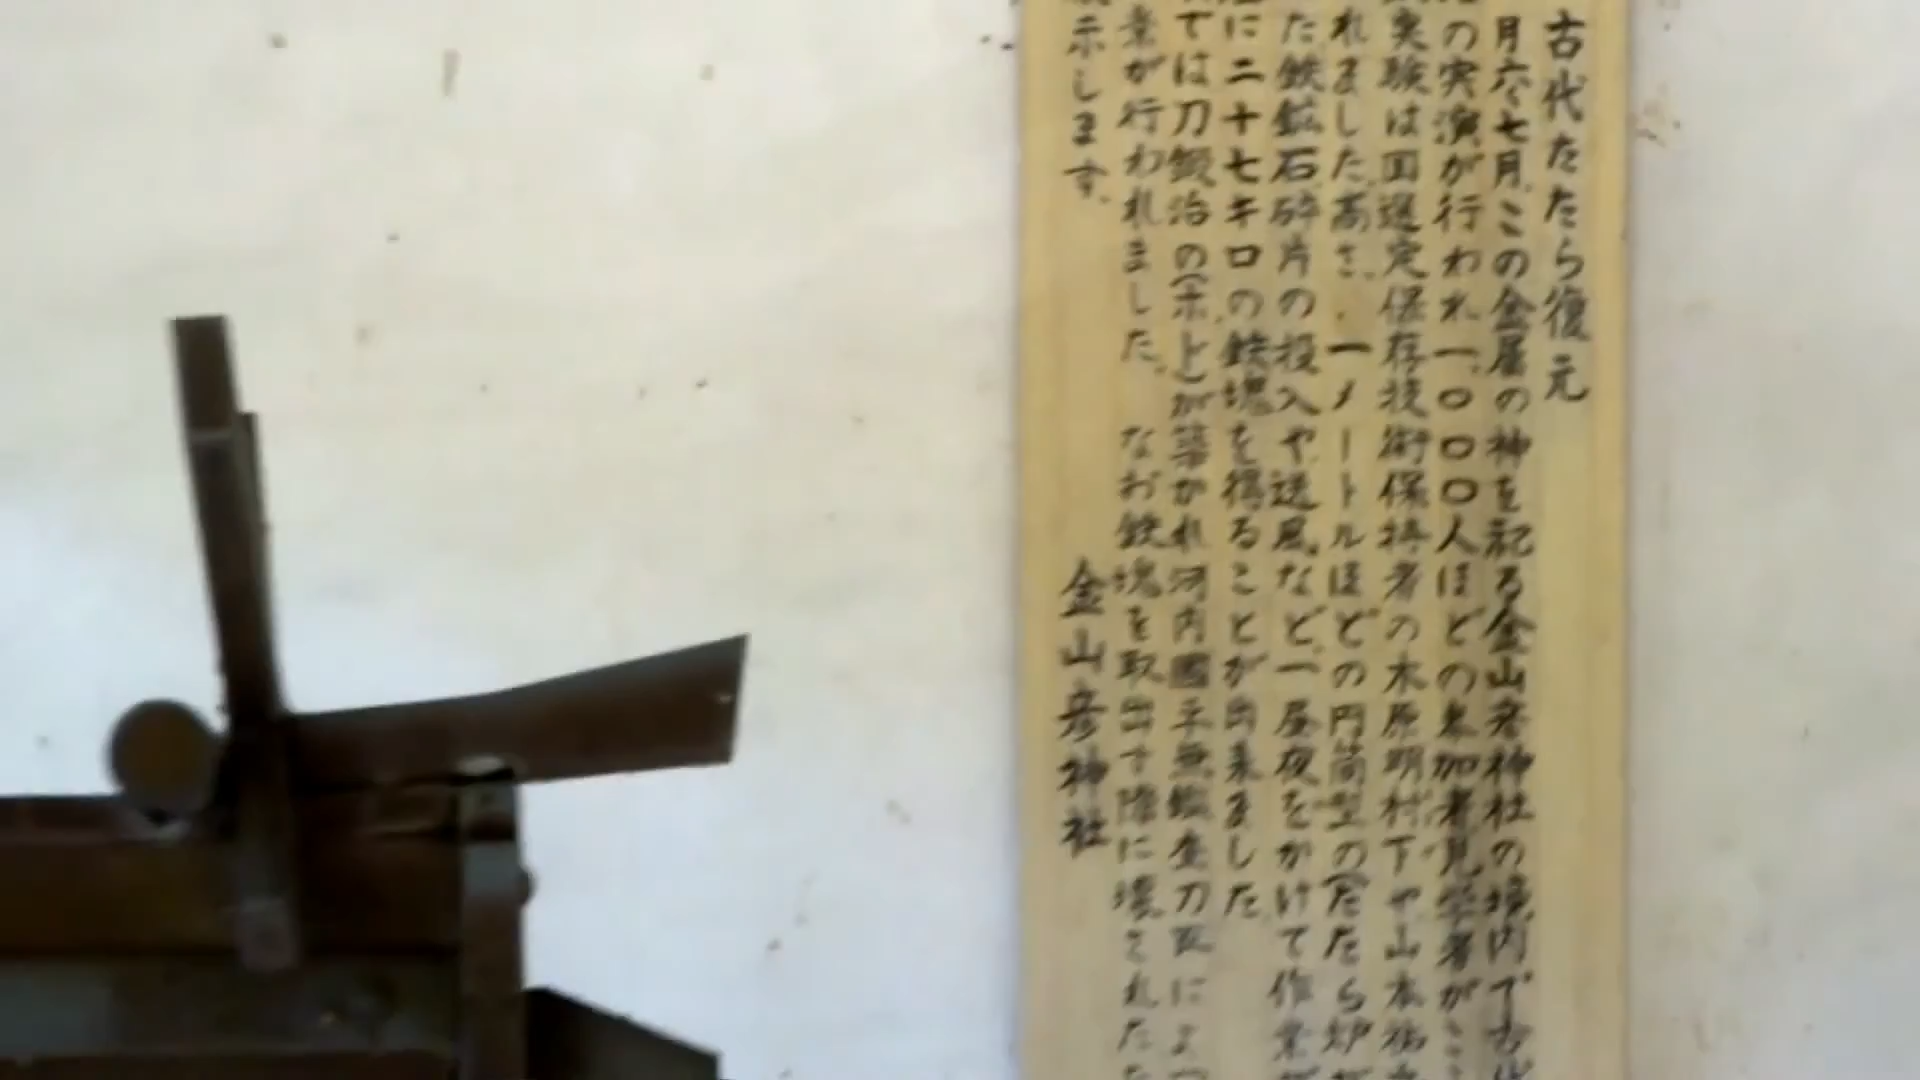 古代たたら復元
月六、七月、この金屋の神を祀る金山彦神社の境内で古代
の実演が行われ一、〇〇〇人ほどの参加者見学者が
実験は国選定保存技術保持者の木原明村下や山本
れました。高さ、一メートルほどの円筒型の(たたら炉が
た鉄鉱石砕片の投入や送風など、一昼夜をかけて作業が
に二十七キロの鉄塊を得ることが出来ました
ては刀鍛治の(ホド)が築かれ河内國平無鑑査刀匠によっ
業が行われました。 なお鉄塊を取出す際に壊されたた
示します。
金山彦神社